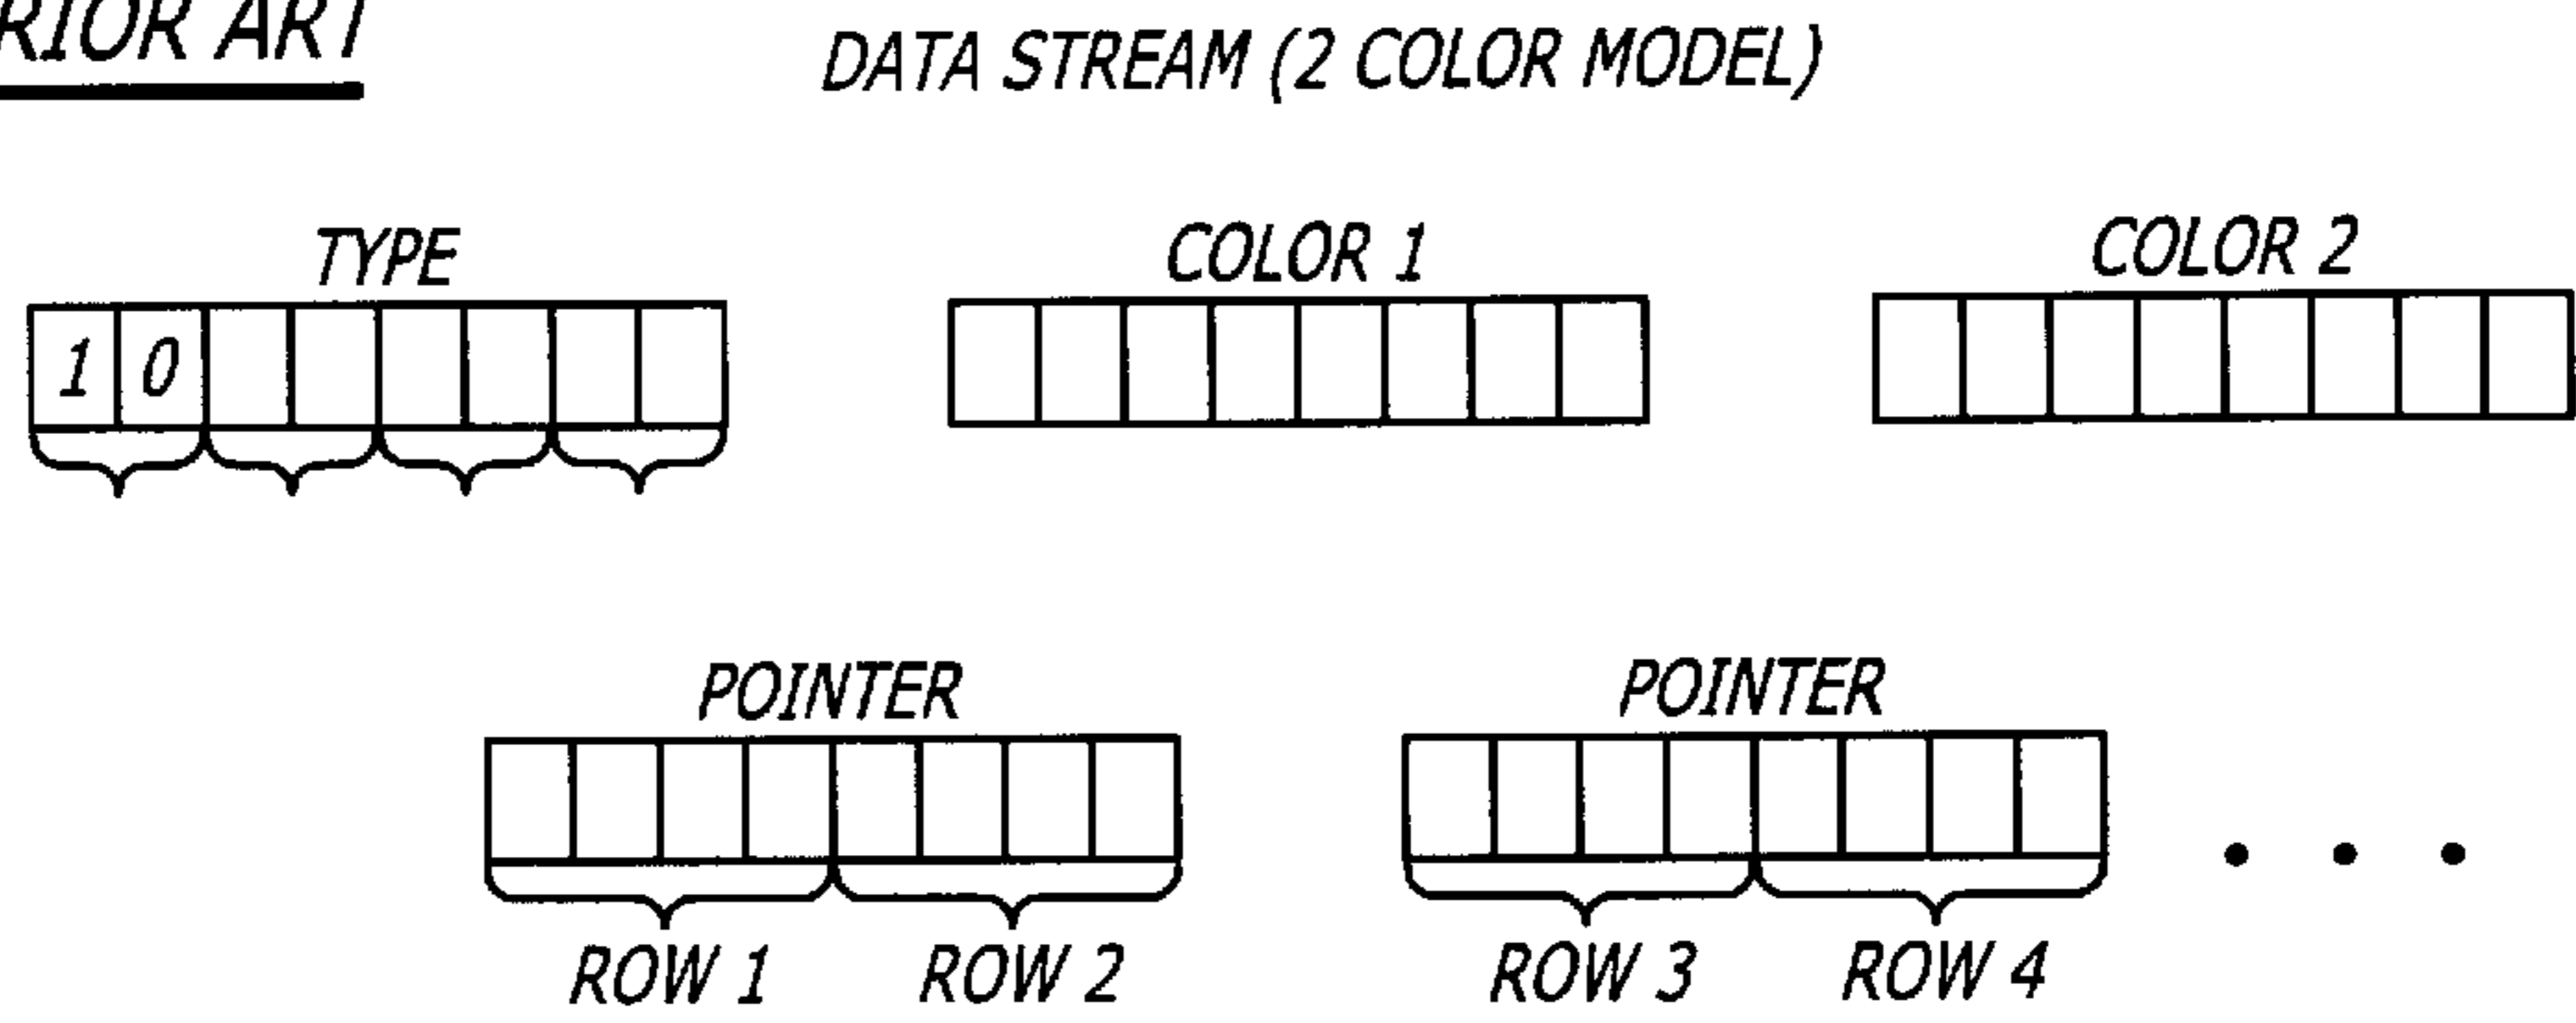 RIOR ART
DATA STREAM (2 COLOR MODEL)
TYPE
COLOR 1
COLOR 2
1 0
POINTER
POINTER
ROW 1
ROW 2
ROW 3
ROW 4